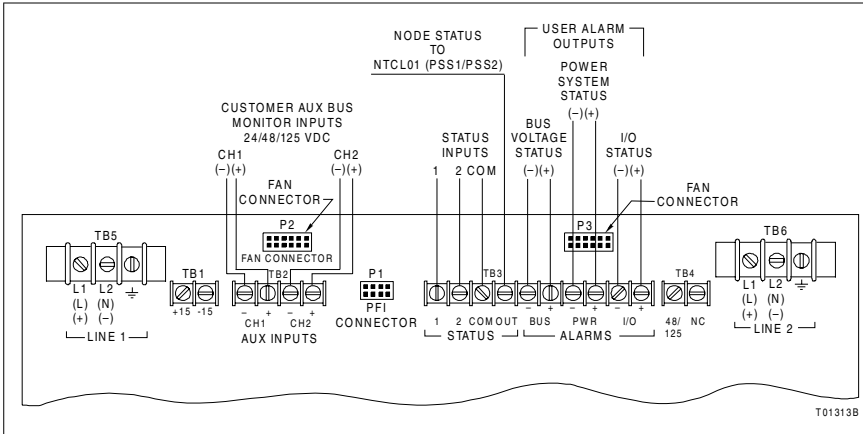 NODE STATUS
TO
NTCL01 (PSS1/PSS2)
USER ALARM
OUTPUTS
POWER
SYSTEM
STATUS
(–)(+)
CUSTOMER AUX BUS
MONITOR INPUTS
24/48/125 VDC
CH1
(–)(+)
CH2
(–)(+)
STATUS
INPUTS
1 2 COM
BUS
VOLTAGE
STATUS
(–)(+)
I/O
STATUS
(–)(+)
FAN
CONNECTOR
FAN
CONNECTOR
TB5
L1 L2
(L) (N)
(+) (–)
LINE 1
TB1
+15 -15
P2
FAN CONNECTOR
TB2
– + – +
CH1 CH2
AUX INPUTS
P1
PFI
CONNECTOR
TB3
1 2 COM OUT
STATUS
P3
– + – + – +
BUS PWR I/O
ALARMS
TB4
48/ NC
125
TB6
L1 L2
(L) (N)
(+) (–)
LINE 2
T01313B